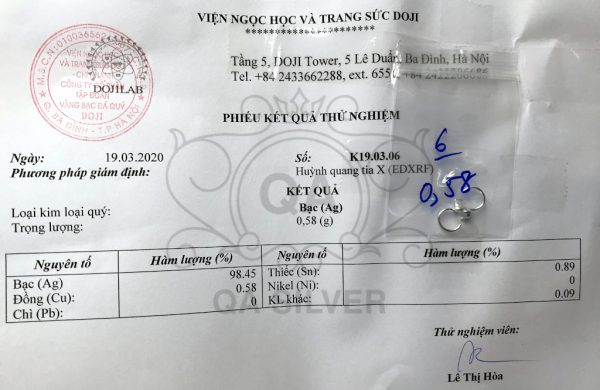 VIỆN NGỌC HỌC VÀ TRANG SỨC DOJI
Tầng 5, DOJI Tower, 5 Lê Duẩn, Ba Đình, Hà Nội
Tel. +84 2433662288, ext. 655
DOJILAB
DOJI
PHIẾU KẾT QUẢ THỬ NGHIỆM
Ngày: 19.03.2020 Số: K19.03.06
Phương pháp giám định: Huỳnh quang tia X (EDXRF)
6
0,58
KẾT QUẢ
Loại kim loại quý: Bạc (Ag)
Trọng lượng: 0,58 (g)
Nguyên tố Hàm lượng (%) Nguyên tố Hàm lượng (%)
Bạc (Ag) 98.45 Thiếc (Sn): 0.89
Đồng (Cu): 0.58 Nikel (Ni): 0
Chì (Pb): 0 KL khác: 0.09
QA
QA SILVER
Thử nghiệm viên:
Lê Thị Hòa